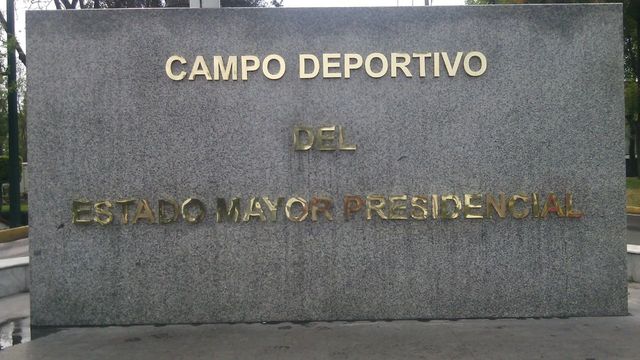 CAMPO DEPORTIVO
DEL
ESTADO MAYOR PRESIDENCIAL